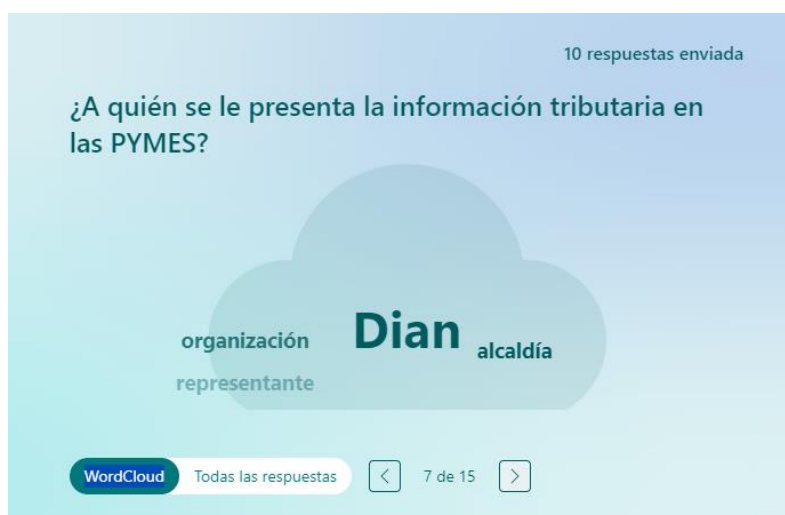 10 respuestas enviada
¿A quién se le presenta la información tributaria en
las PYMES?
organización Dian alcaldía
representante
WordCloud Todas las respuestas 7 de 15